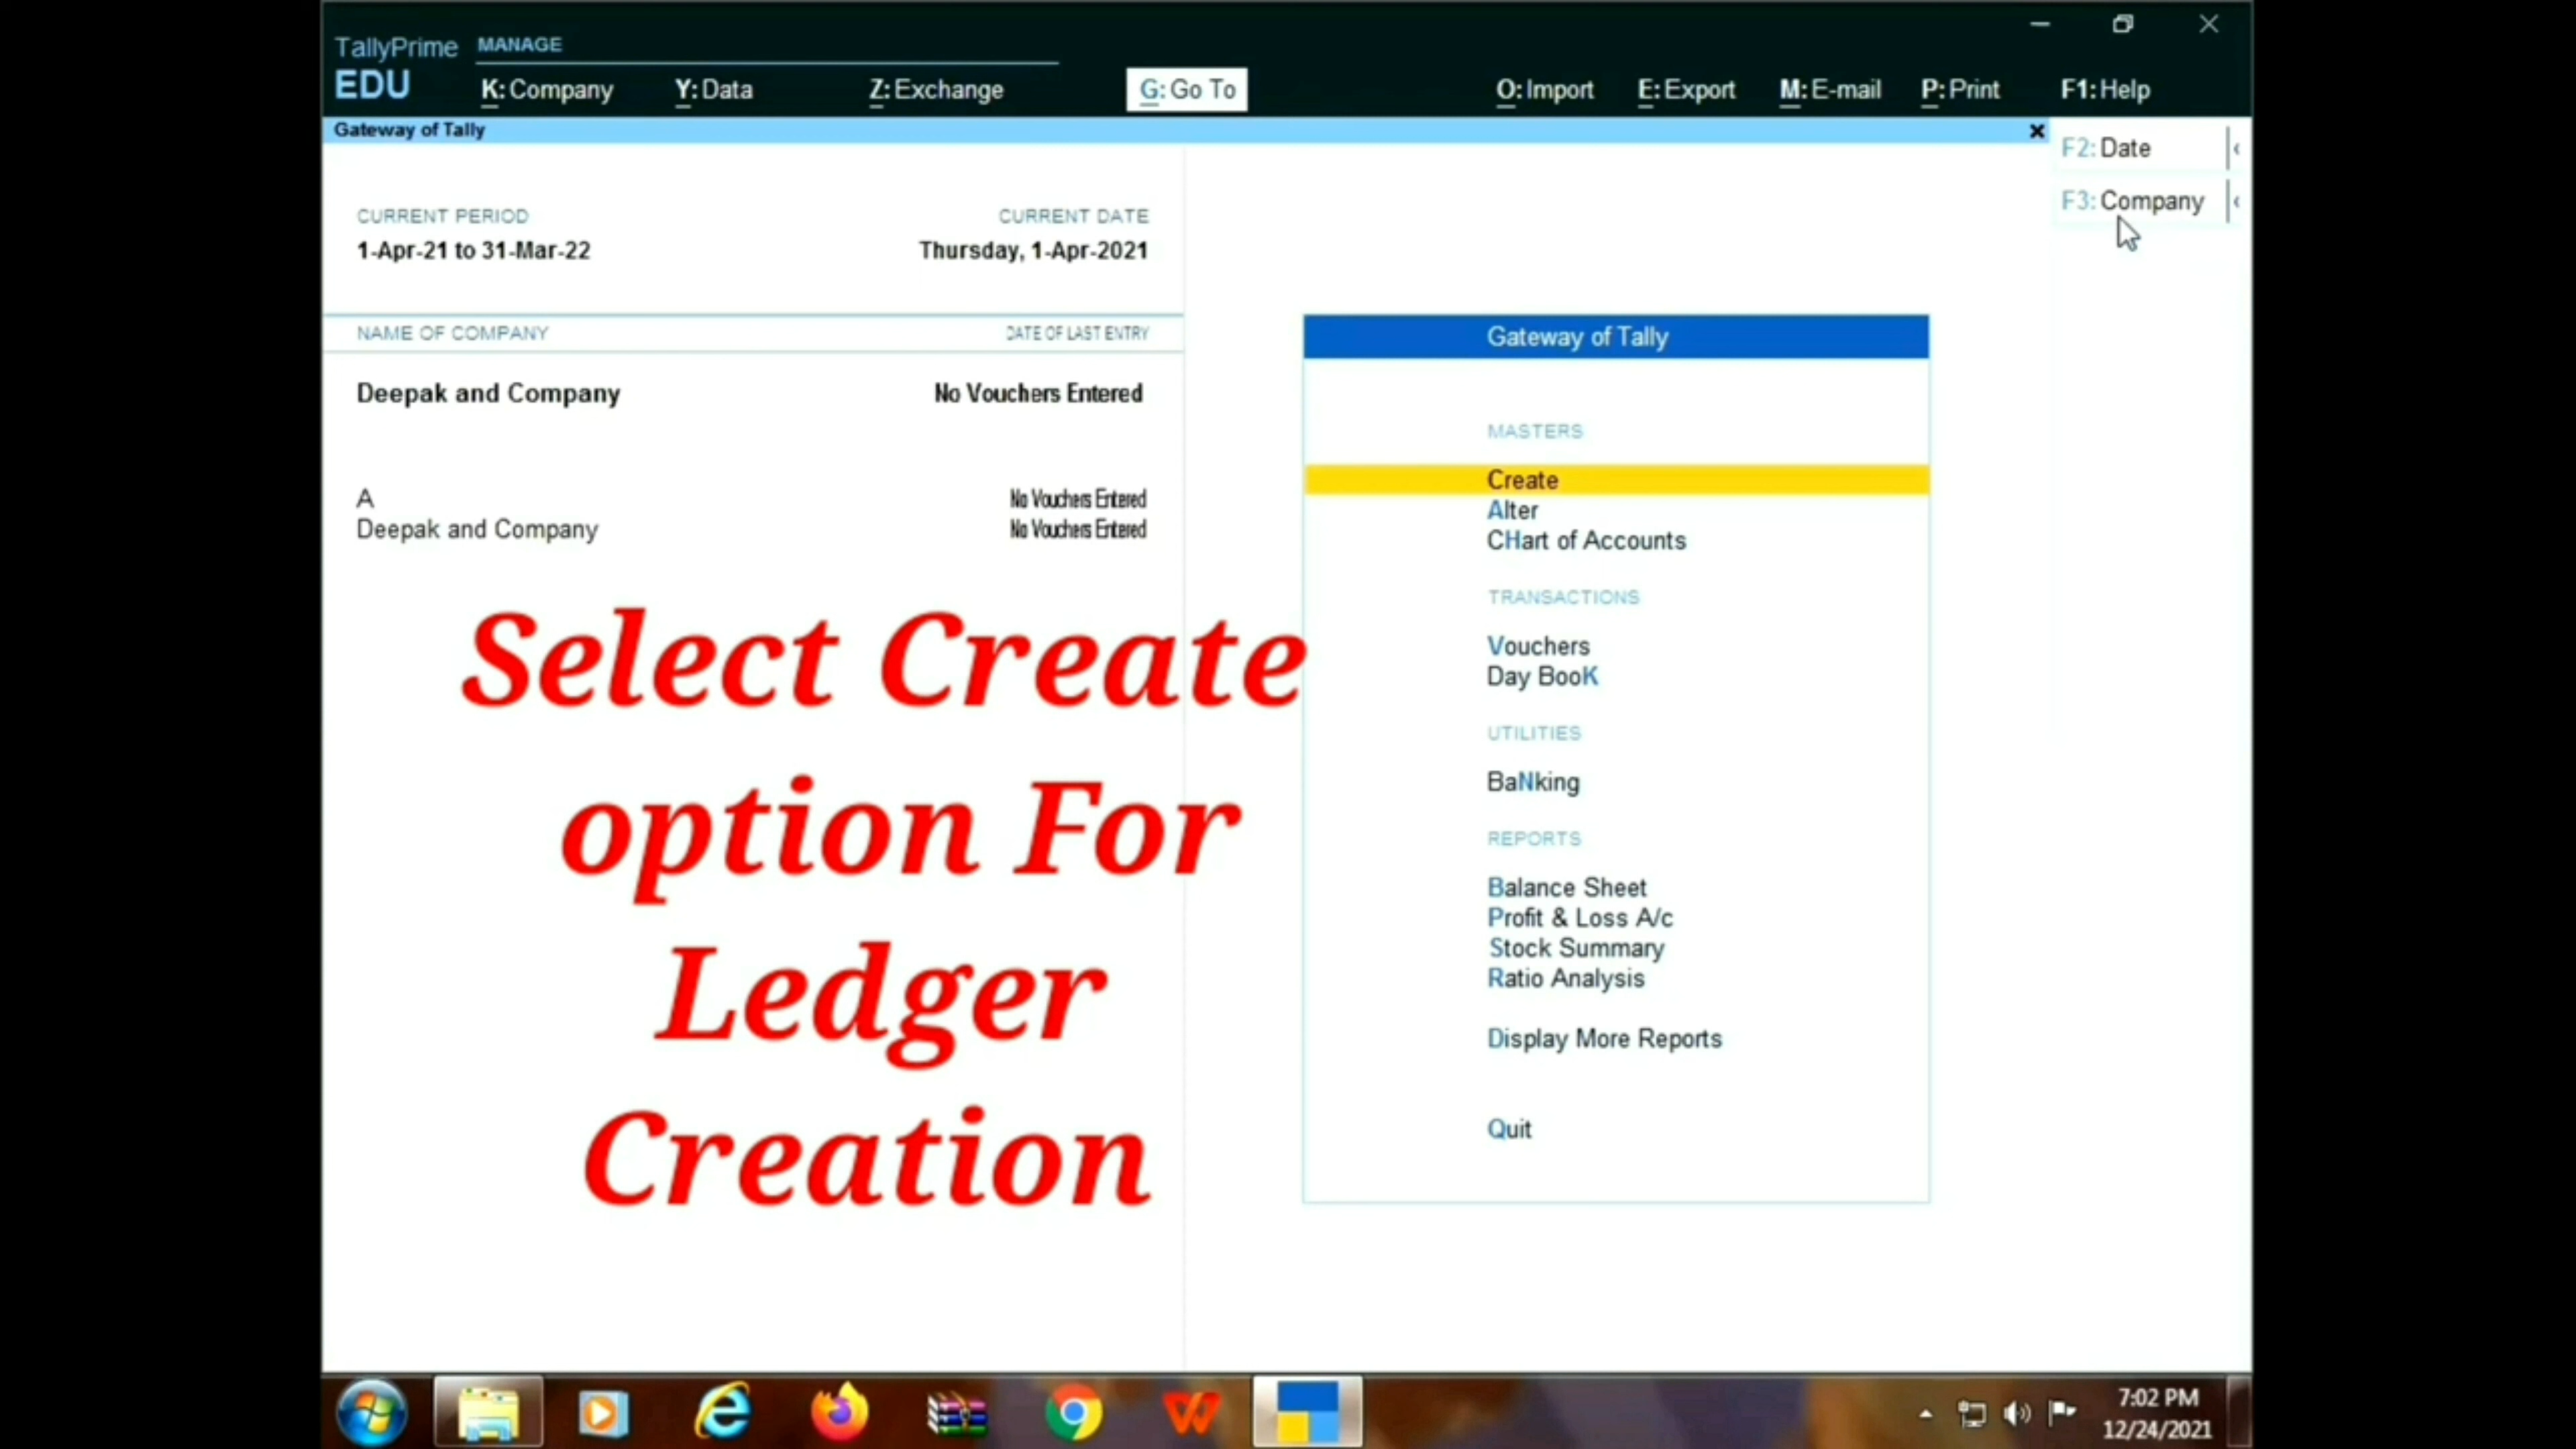 TallyPrime
EDU
MANAGE
K: Company
Y: Data
Z: Exchange
G: Go To
O: Import
E: Export
M: E-mail
P: Print
F1: Help
Gateway of Tally
F2: Date
F3: Company
CURRENT PERIOD
CURRENT DATE
1-Apr-21 to 31-Mar-22
Thursday, 1-Apr-2021
NAME OF COMPANY
DATE OF LAST ENTRY
Deepak and Company
No Vouchers Entered
A
No Vouchers Entered
Deepak and Company
No Vouchers Entered
Select Create
option For
Ledger
Creation
Gateway of Tally
MASTERS
Create
Alter
CHart of Accounts
TRANSACTIONS
Vouchers
Day BooK
UTILITIES
BaNking
REPORTS
Balance Sheet
Profit & Loss A/c
Stock Summary
Ratio Analysis
Display More Reports
Quit
7:02 PM
12/24/2021